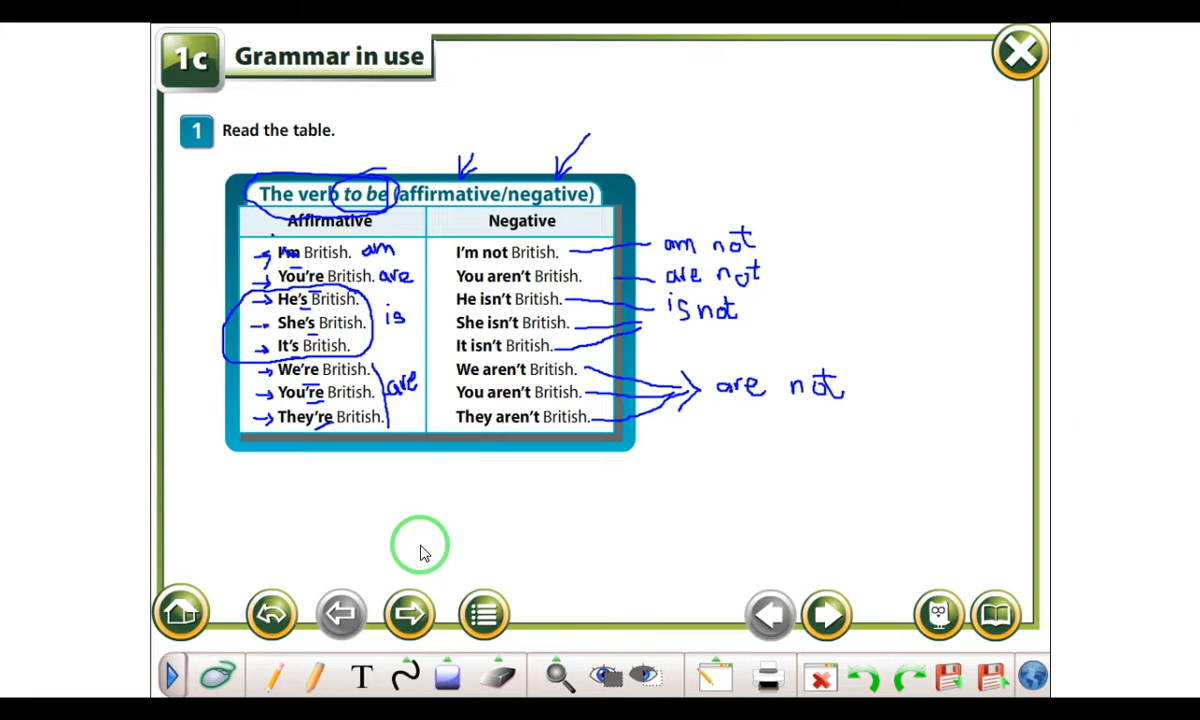 1c Grammar in use
1 Read the table.
The verb to be (affirmative/negative)
Affirmative Negative
I'm British. am I'm not British. am not
You're British. are You aren't British. are not
He's British. He isn't British. is not
She's British. is She isn't British.
It's British. It isn't British.
We're British. We aren't British.
You're British. are You aren't British. are not
They're British. They aren't British.
T